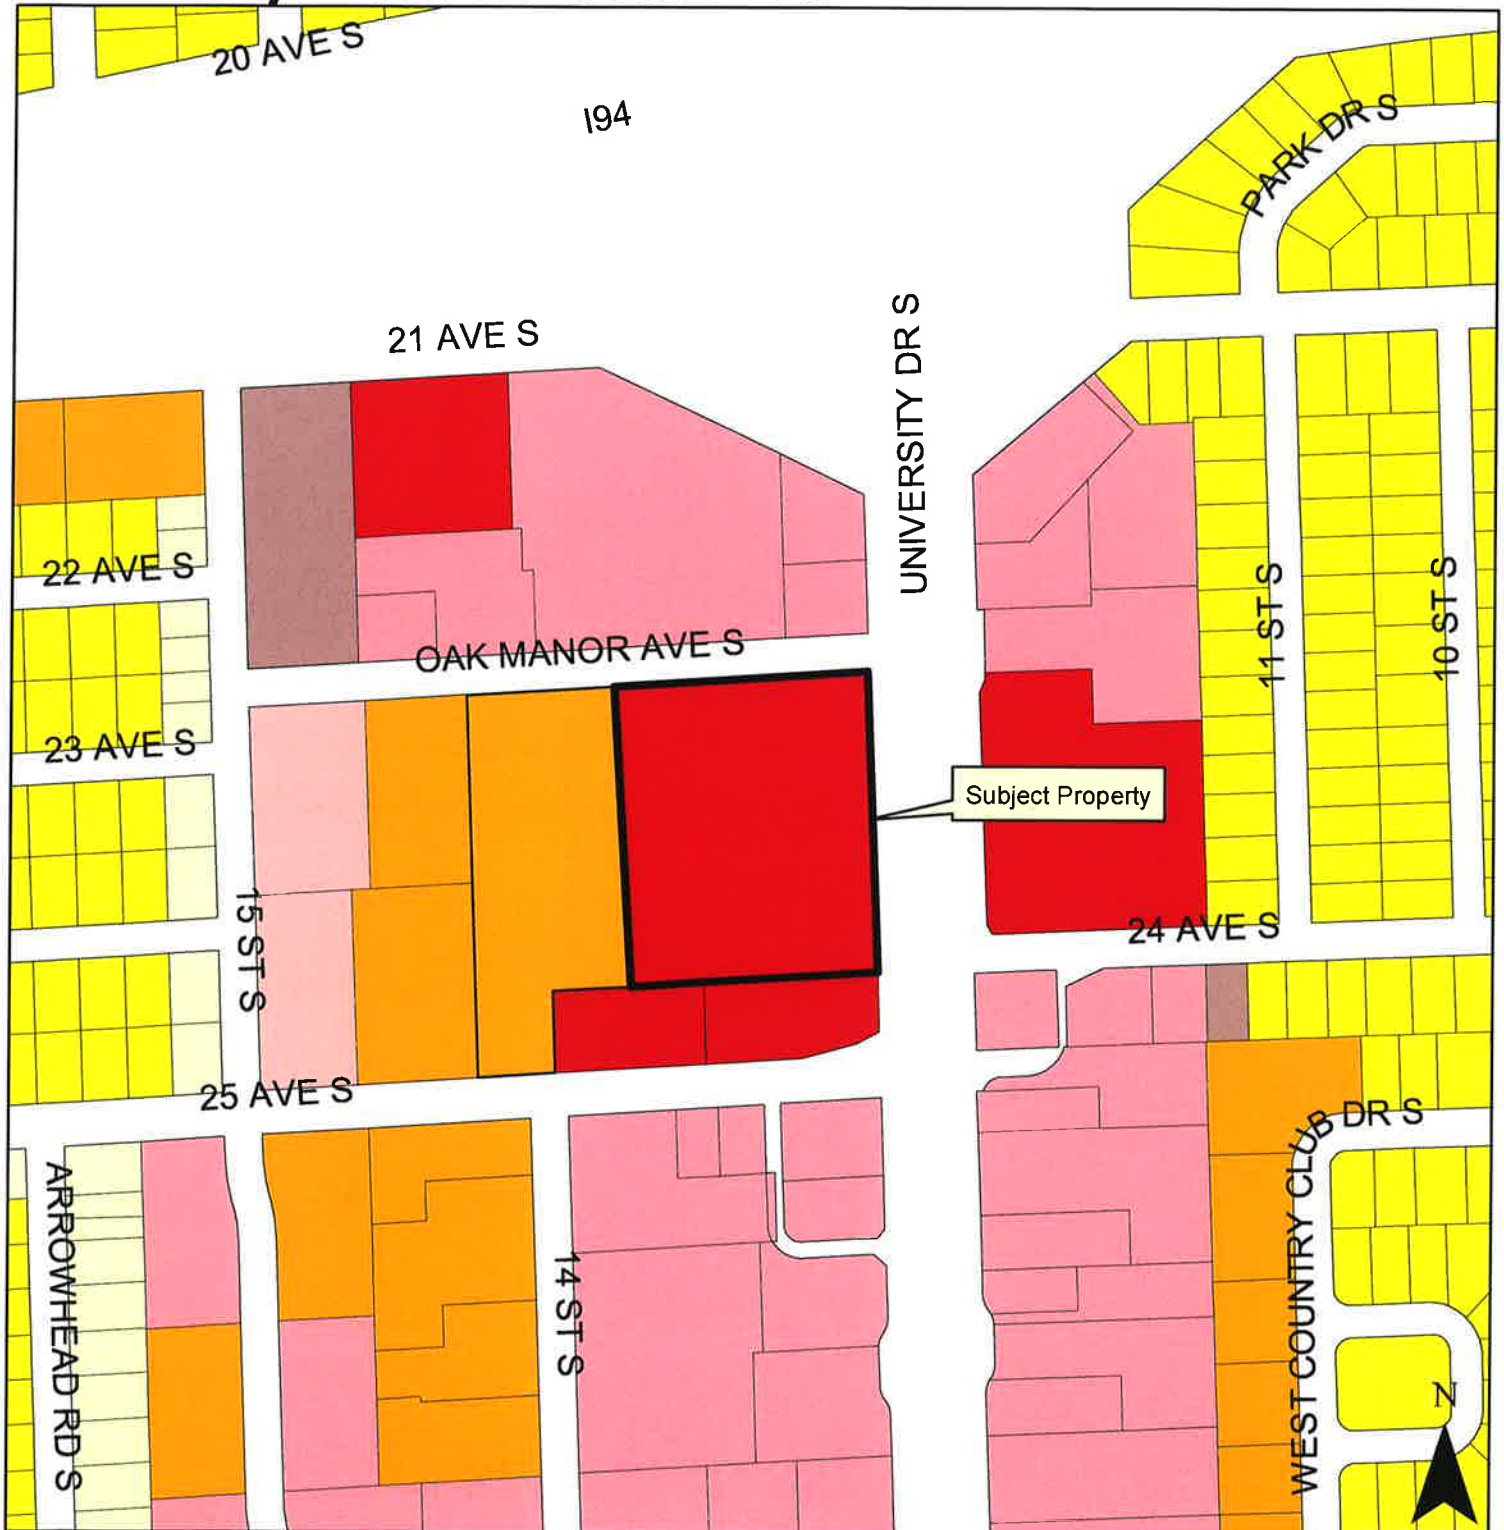 20 AVE S
I94
PARK DR S
21 AVE S
UNIVERSITY DR S
22 AVE S
11 ST S
10 ST S
OAK MANOR AVE S
23 AVE S
Subject Property
15 ST S
24 AVE S
25 AVE S
WEST COUNTRY CLUB DR S
ARROWHEAD RD S
14 ST S
N